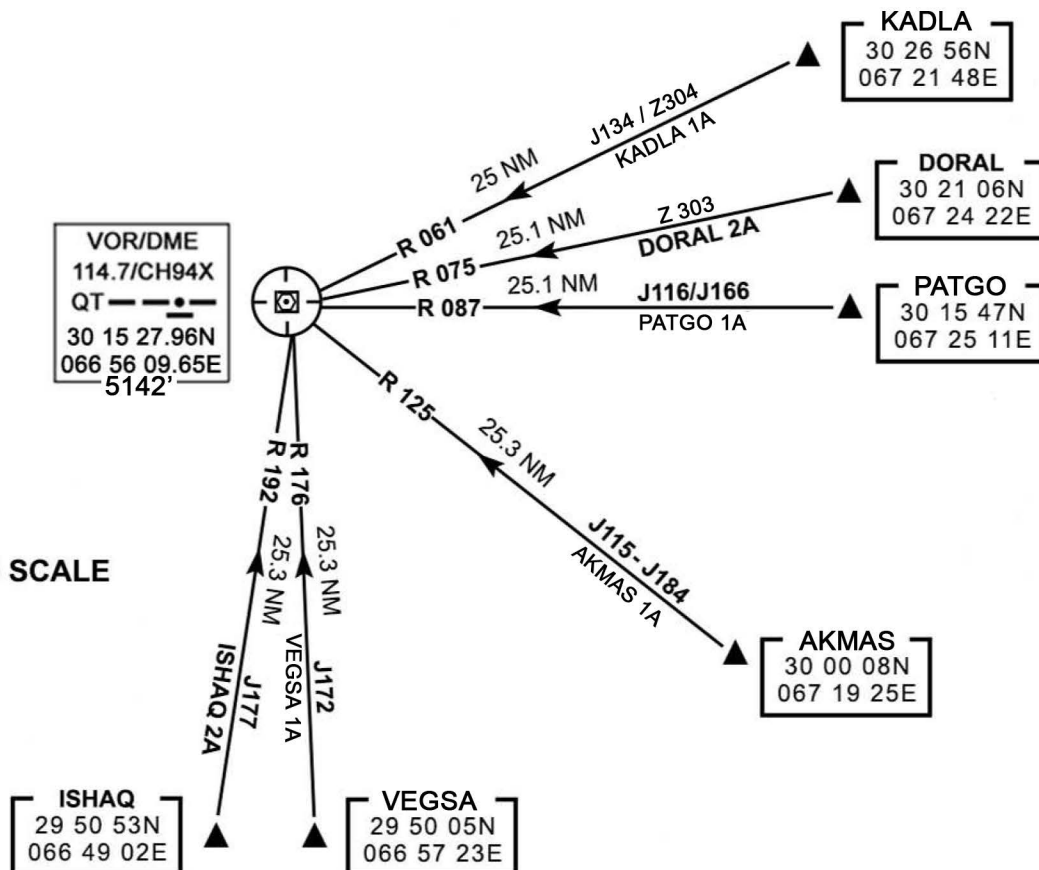 KADLA
30 26 56N
067 21 48E
J134 / Z304
KADLA 1A
25 NM
R 061
DORAL
30 21 06N
067 24 22E
Z 303
DORAL 2A
25.1 NM
R 075
VOR/DME
114.7/CH94X
QT
30 15 27.96N
066 56 09.65E
5142'
PATGO
30 15 47N
067 25 11E
J116/J166
PATGO 1A
25.1 NM
R 087
R 125
25.3 NM
J115- J184
AKMAS 1A
AKMAS
30 00 08N
067 19 25E
R 192
25.3 NM
ISHAQ 2A
J177
R 176
25.3 NM
VEGSA 1A
J172
SCALE
ISHAQ
29 50 53N
066 49 02E
VEGSA
29 50 05N
066 57 23E